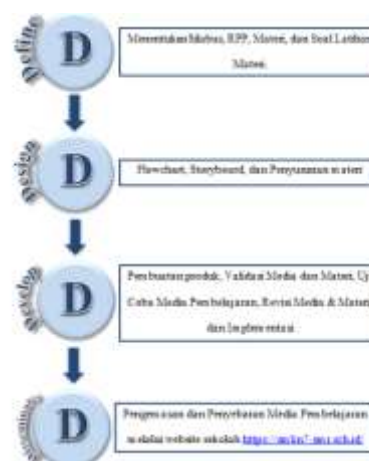 Define
D
Menentukan Silabus, RPP, Materi, dan Soal Latihan
Materi.
Design
D
Flowchart, Storyboard, dan Penyusunan materi
Develop
D
Pembuatan produk, Validasi Media dan Materi, Uji
Coba Media Pembelajaran, Revisi Media & Materi
dan Implementasi
D
Pengemasan dan Penyebaran Media Pembelajaran
melalui website sekolah